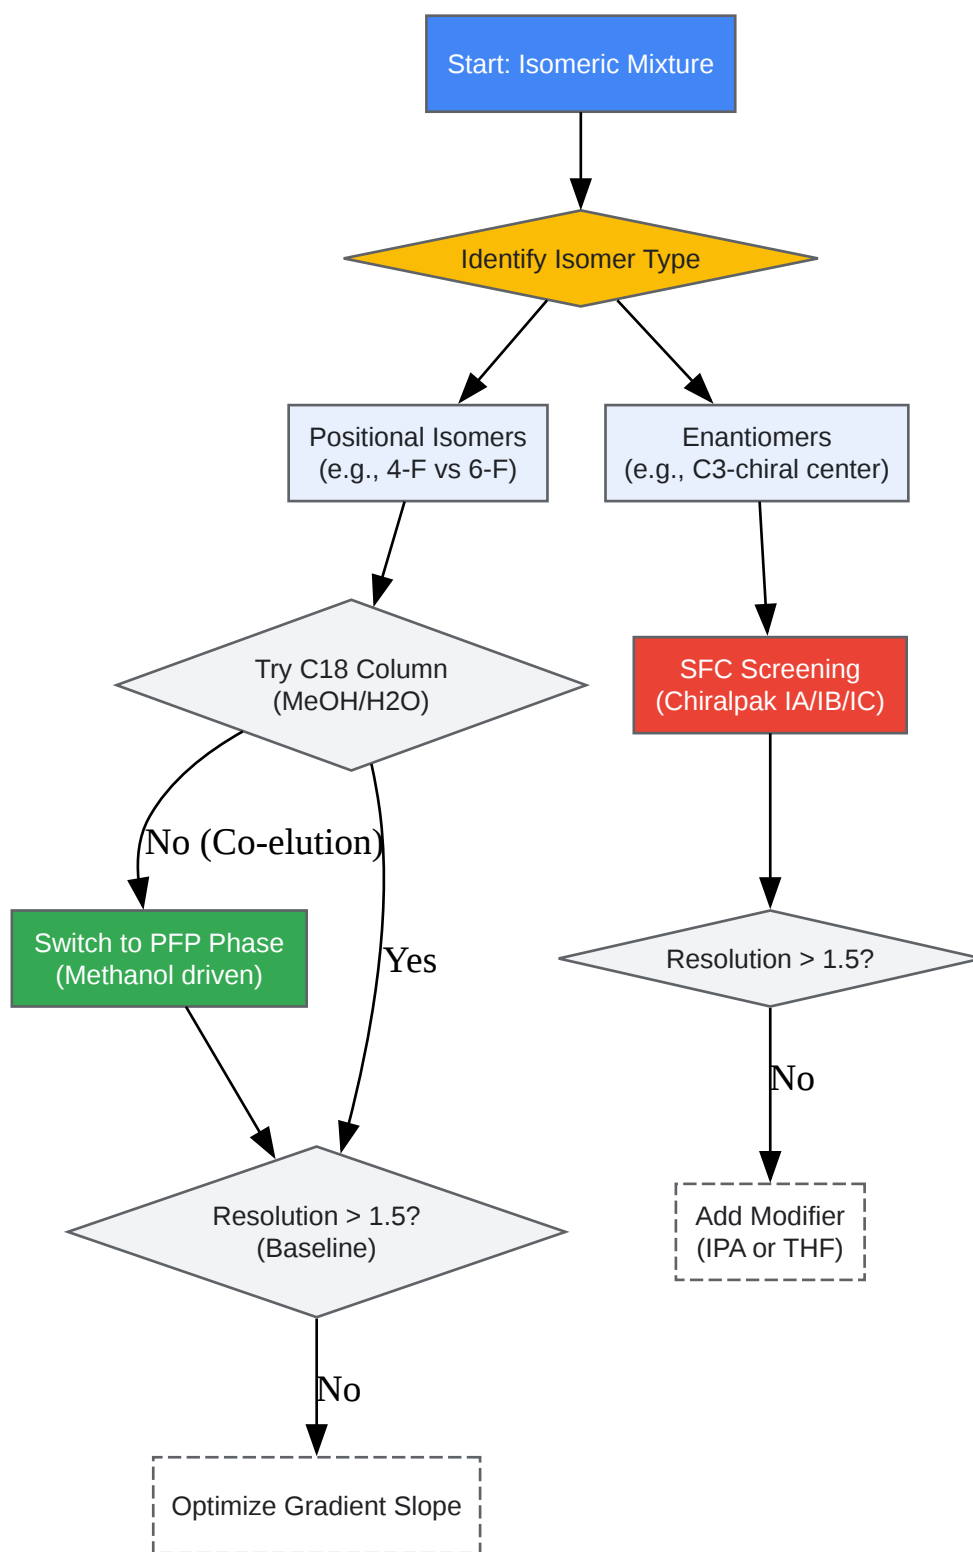 Start: Isomeric Mixture
Identify Isomer Type
Positional Isomers
(e.g., 4-F vs 6-F)
Enantiomers
(e.g., C3-chiral center)
Try C18 Column
(MeOH/H2O)
SFC Screening
(Chiralpak IA/IB/IC)
No (Co-elution)
Switch to PFP Phase
(Methanol driven)
Yes
Resolution > 1.5?
No
Resolution > 1.5?
(Baseline)
Add Modifier
(IPA or THF)
No
Optimize Gradient Slope